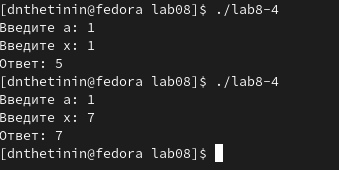 [dnthetinin@fedora lab08]$ ./lab8-4
Введите а: 1
Введите х: 1
Ответ: 5
[dnthetinin@fedora lab08]$ ./lab8-4
Введите а: 1
Введите х: 7
Ответ: 7
[dnthetinin@fedora lab08]$